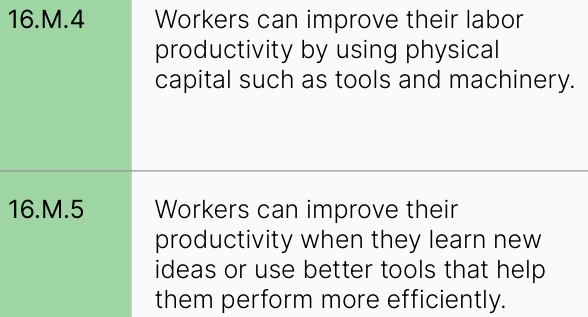 16.M.4
Workers can improve their labor
productivity by using physical
capital such as tools and machinery.
16.M.5
Workers can improve their
productivity when they learn new
ideas or use better tools that help
them perform more efficiently.